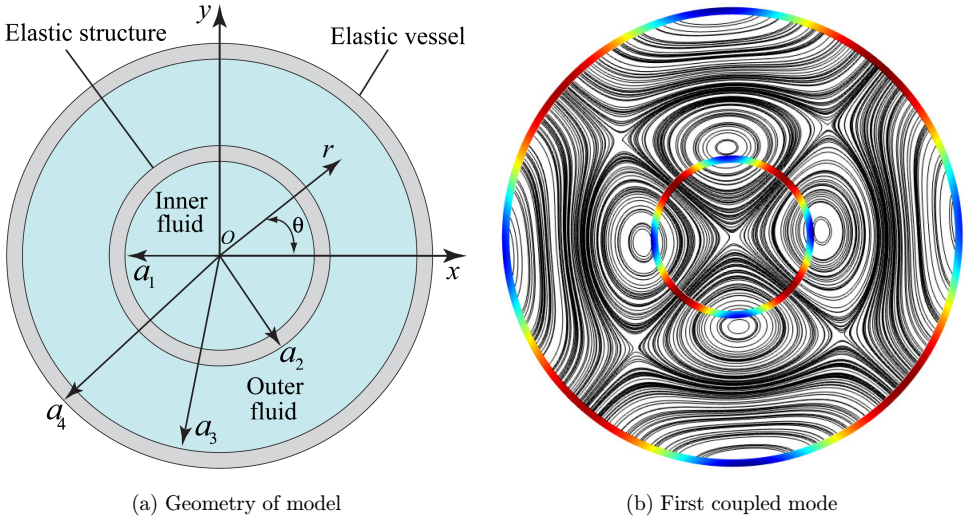 y
Elastic structure
Elastic vessel
r
Inner
fluid
θ
O
x
a₁
a₂
Outer
fluid
a₄
a₃
(a) Geometry of model
(b) First coupled mode